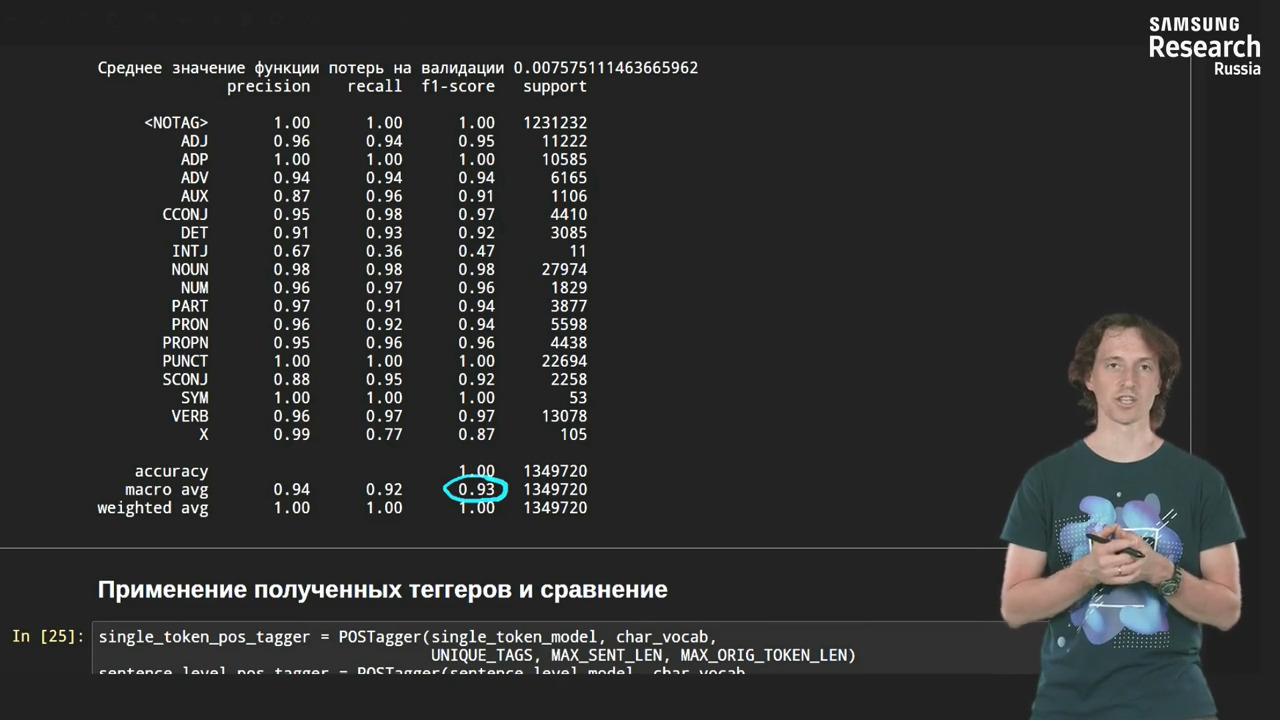 SAMSUNG
Research
Russia
Среднее значение функции потерь на валидации 0.007575111463665962
precision recall f1-score support
<NOTAG> 1.00 1.00 1.00 1231232
ADJ 0.96 0.94 0.95 11222
ADP 1.00 1.00 1.00 10585
ADV 0.94 0.94 0.94 6165
AUX 0.87 0.96 0.91 1106
CCONJ 0.95 0.98 0.97 4410
DET 0.91 0.93 0.92 3085
INTJ 0.67 0.36 0.47 11
NOUN 0.98 0.98 0.98 27974
NUM 0.96 0.97 0.96 1829
PART 0.97 0.91 0.94 3877
PRON 0.96 0.92 0.94 5598
PROPN 0.95 0.96 0.96 4438
PUNCT 1.00 1.00 1.00 22694
SCONJ 0.88 0.95 0.92 2258
SYM 1.00 1.00 1.00 53
VERB 0.96 0.97 0.97 13078
X 0.99 0.77 0.87 105
accuracy 1.00 1349720
macro avg 0.94 0.92 0.93 1349720
weighted avg 1.00 1.00 1.00 1349720
Применение полученных теггеров и сравнение
In [25]: single_token_pos_tagger = POSTagger(single_token_model, char_vocab,
UNIQUE_TAGS, MAX_SENT_LEN, MAX_ORIG_TOKEN_LEN)
sentence_level_pos_tagger = POSTagger(sentence_level_model, char_vocab,